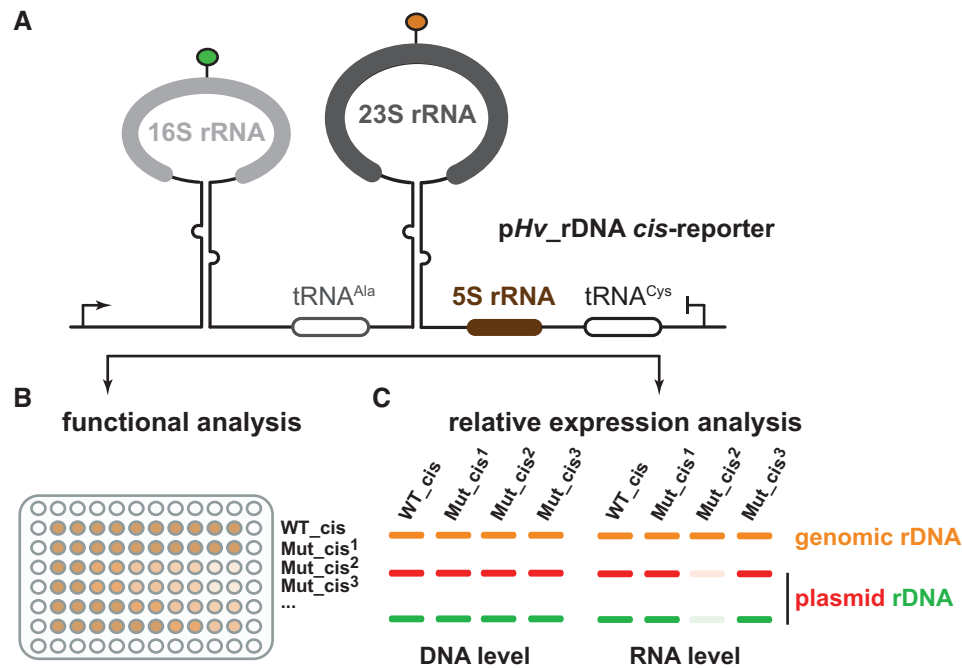 A
16S rRNA
23S rRNA
pHv_rDNA cis-reporter
tRNAAla
5S rRNA
tRNACys
B
functional analysis
WT_cis
Mut_cis1
Mut_cis2
Mut_cis3
...
C
relative expression analysis
WT_cis
Mut_cis1
Mut_cis2
Mut_cis3
WT_cis
Mut_cis1
Mut_cis2
Mut_cis3
genomic rDNA
plasmid rDNA
DNA level
RNA level